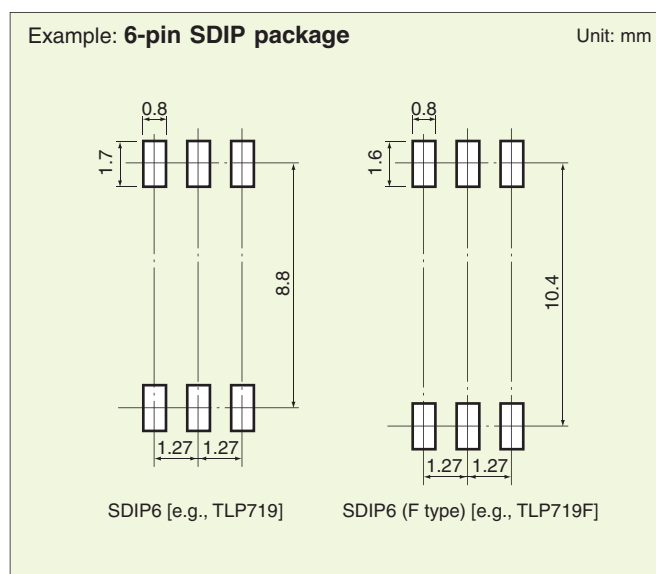 Example: 6-pin SDIP package
Unit: mm
0.8
0.8
1.7
1.6
8.8
10.4
1.27 1.27
1.27 1.27
SDIP6 [e.g., TLP719]
SDIP6 (F type) [e.g., TLP719F]